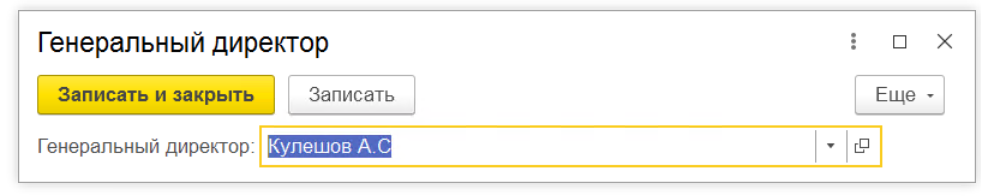 Генеральный директор
Записать и закрыть Записать Еще
Генеральный директор: Кулешов А.С